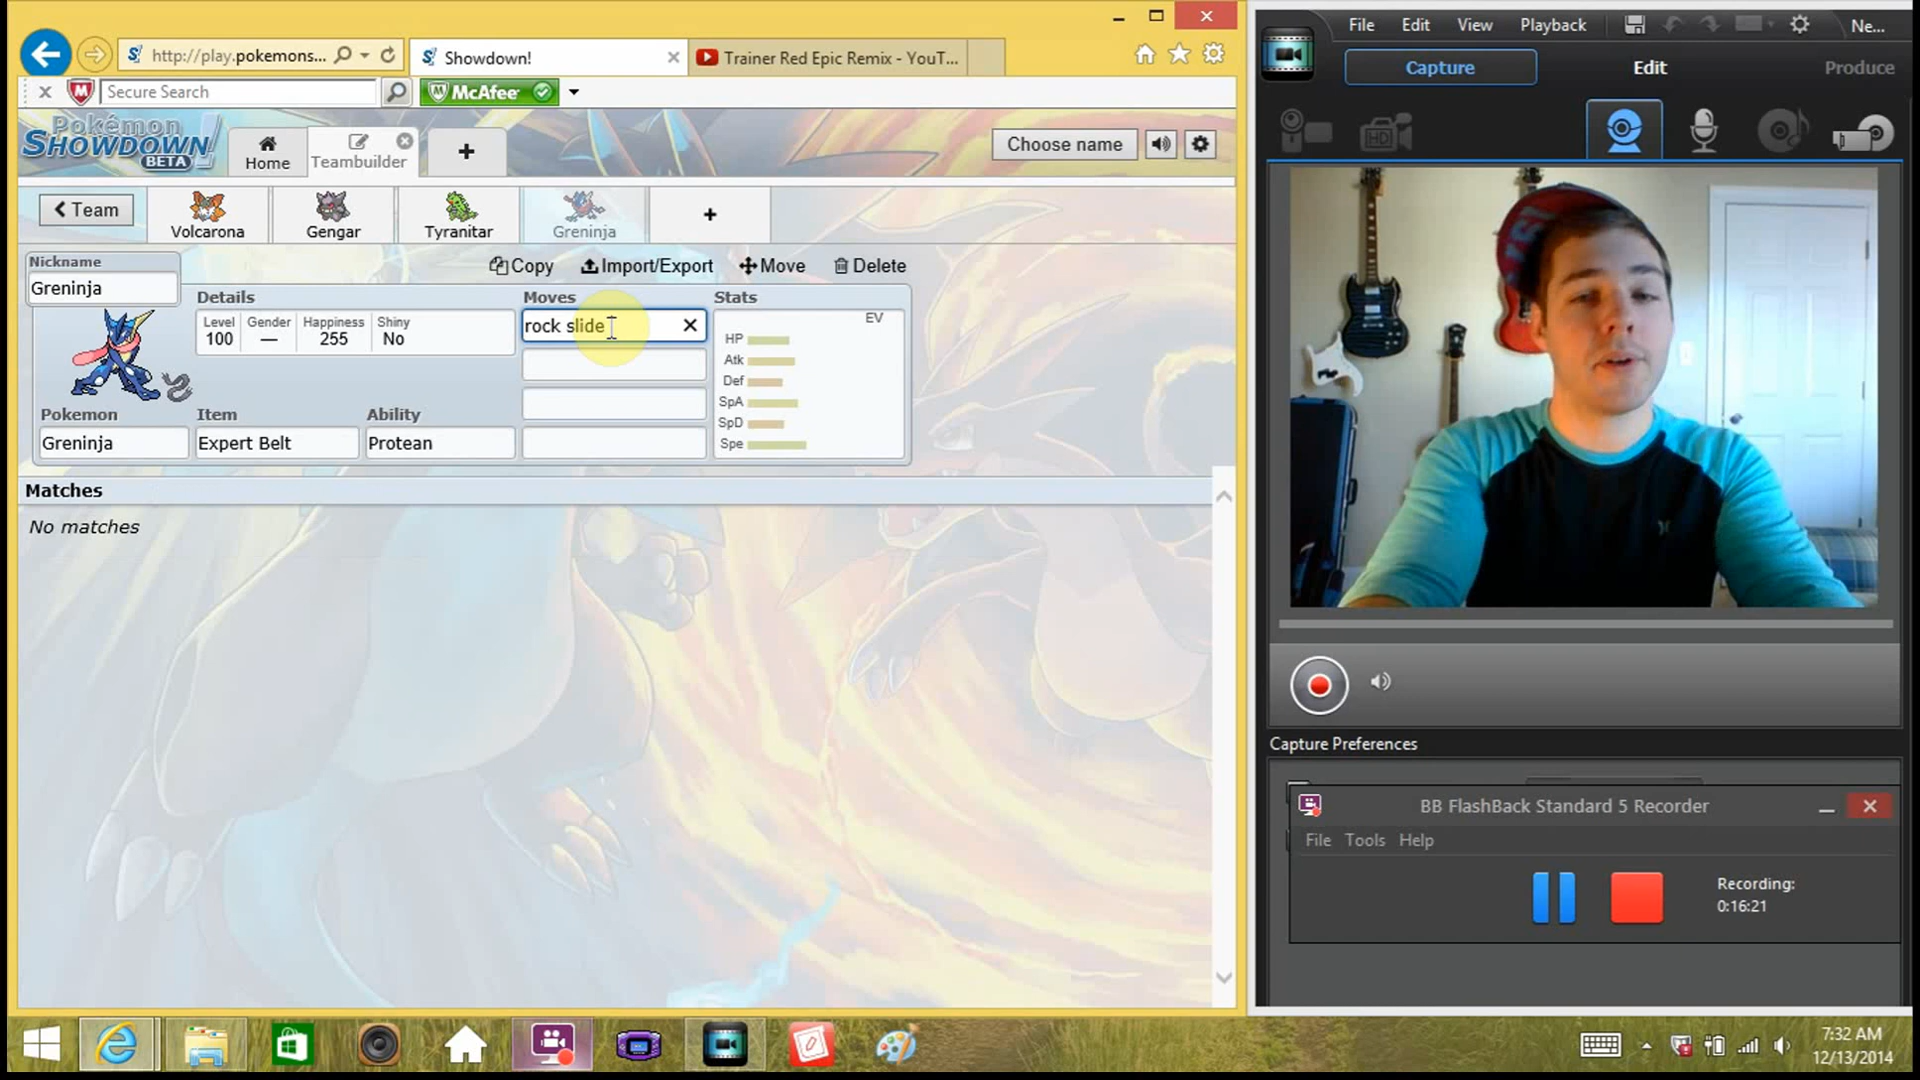 http://play.pokemons...
Showdown!
Trainer Red Epic Remix - YouT...
Secure Search
McAfee
Pokémon
SHOWDOWN
BETA
Home
Teambuilder
+
Choose name
< Team
Volcarona
Gengar
Tyranitar
Greninja
+
Nickname
Greninja
Copy
Import/Export
Move
Delete
Details
Level
100
Gender
—
Happiness
255
Shiny
No
Moves
rock slide
Stats
EV
HP
Atk
Def
SpA
SpD
Spe
Pokemon
Greninja
Item
Expert Belt
Ability
Protean
Matches
No matches
File Edit View Playback
Ne...
Capture
Edit
Produce
HD
Capture Preferences
BB FlashBack Standard 5 Recorder
File Tools Help
Recording:
0:16:21
7:32 AM
12/13/2014